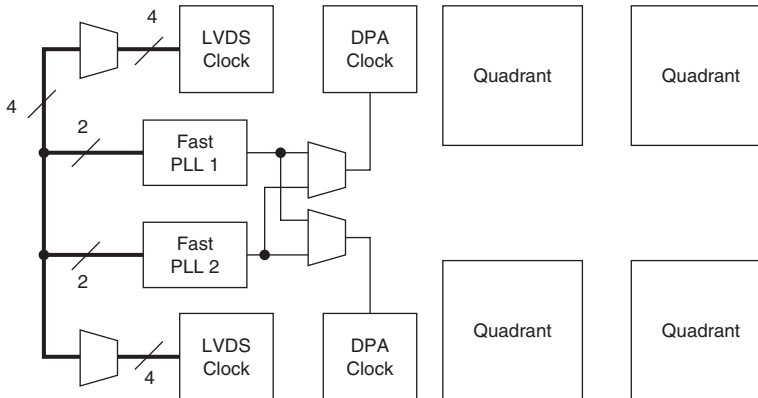 4
LVDS
Clock
DPA
Clock
Quadrant
Quadrant
4
2
Fast
PLL 1
Fast
PLL 2
2
LVDS
Clock
4
DPA
Clock
Quadrant
Quadrant